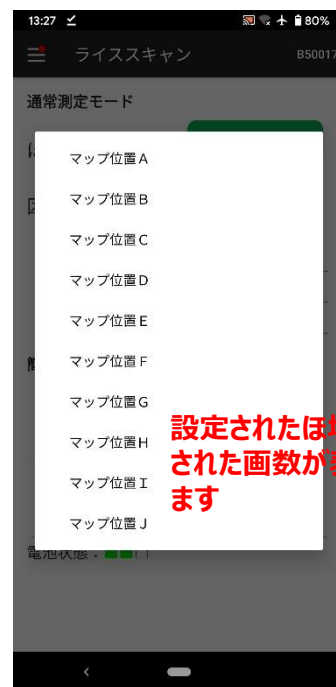 13:27
80%
ライススキャン
B50017
通常測定モード
マップ位置A
マップ位置B
マップ位置C
マップ位置D
マップ位置E
マップ位置F
マップ位置G
マップ位置H
マップ位置I
マップ位置J
設定されたほ
された画数が
ます
電池状態：